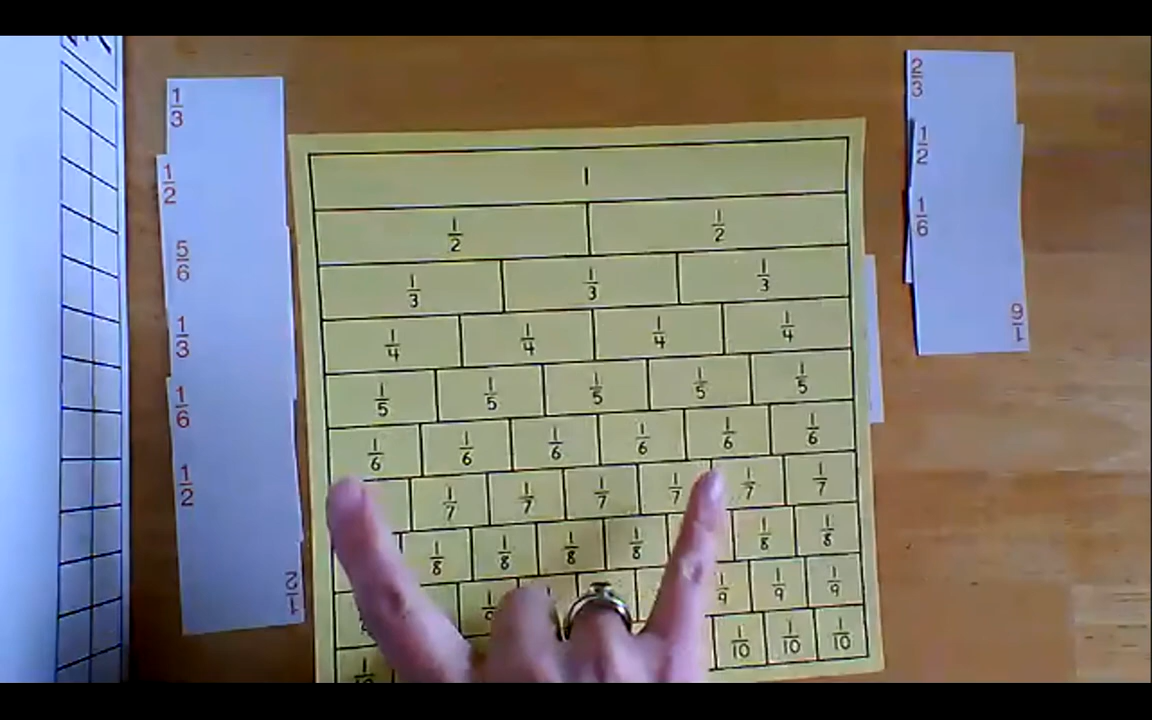 1/3
1/2
5/6
1/3
1/6
1/2
1/2
1
1/2 1/2
1/3 1/3 1/3
1/4 1/4 1/4 1/4
1/5 1/5 1/5 1/5 1/5
1/6 1/6 1/6 1/6 1/6 1/6
1/7 1/7 1/7 1/7 1/7 1/7
1/8 1/8 1/8 1/8 1/8 1/8
1/9 1/9 1/9
1/10 1/10 1/10
2/3
1/2
1/6
1/6